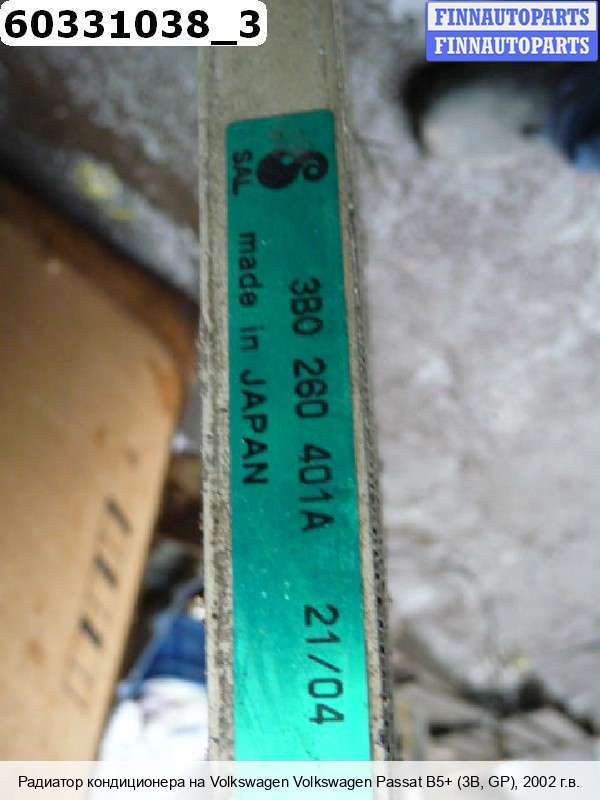 60331038_3
FINNAUTOPARTS
FINNAUTOPARTS
SAL
3B0 260 401A 21/04
made in JAPAN
Радиатор кондиционера на Volkswagen Volkswagen Passat B5+ (3B, GP), 2002 г.в.